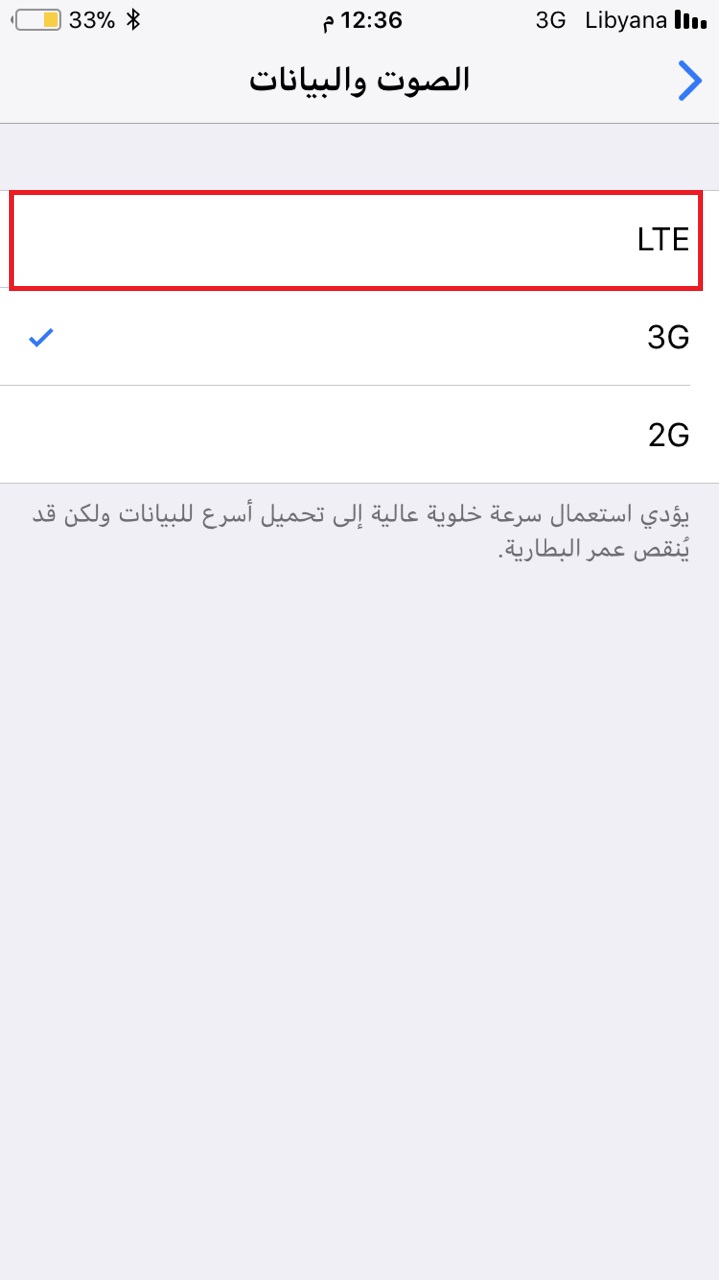 33% 12:36 م 3G Libyana
الصوت والبيانات
LTE
3G
2G
يؤدي استعمال سرعة خلوية عالية إلى تحميل أسرع للبيانات ولكن قد
يُنقص عمر البطارية.